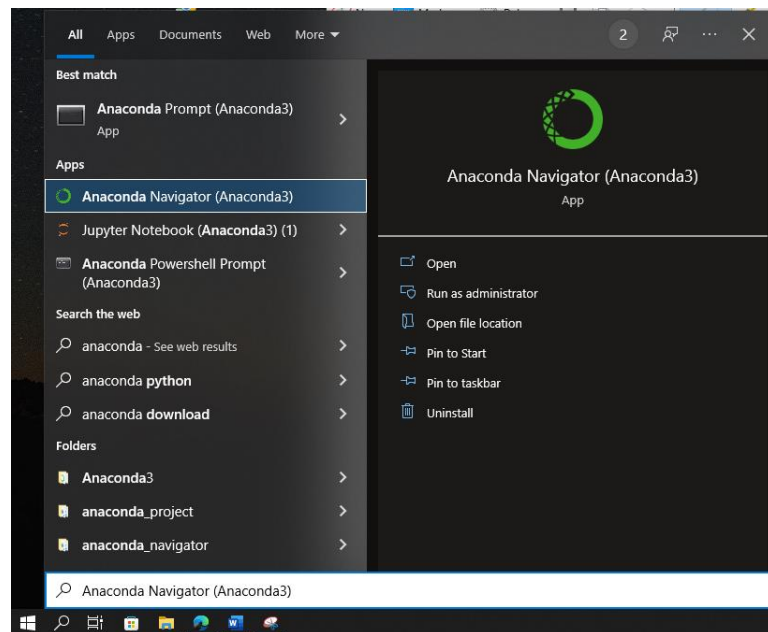 All Apps Documents Web More 2
Best match
Anaconda Prompt (Anaconda3)
App
Apps
Anaconda Navigator (Anaconda3)
Jupyter Notebook (Anaconda3) (1)
Anaconda Powershell Prompt
(Anaconda3)
Search the web
anaconda - See web results
anaconda python
anaconda download
Folders
Anaconda3
anaconda_project
anaconda_navigator
Anaconda Navigator (Anaconda3)
App
Open
Run as administrator
Open file location
Pin to Start
Pin to taskbar
Uninstall
Anaconda Navigator (Anaconda3)